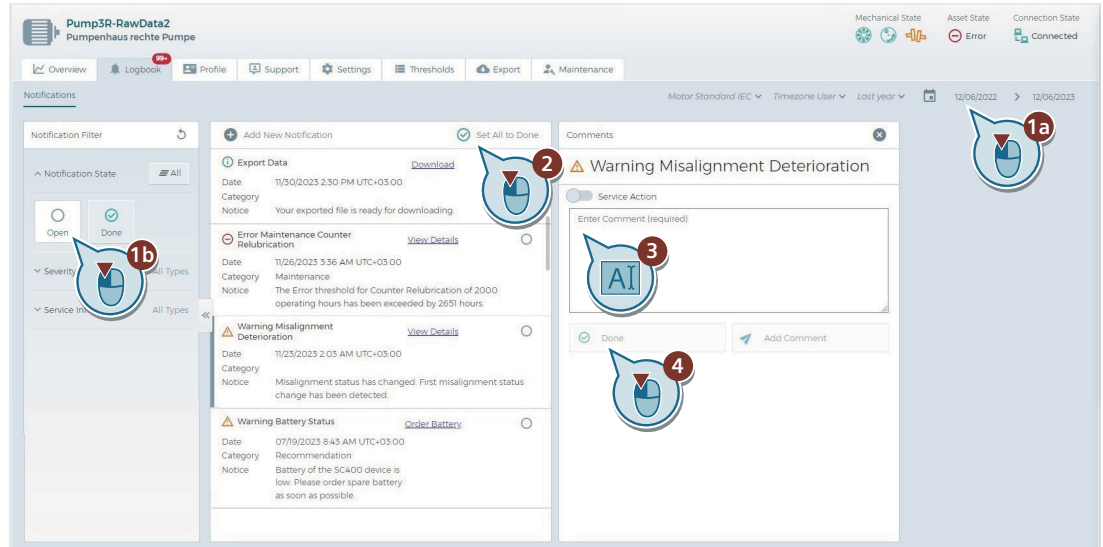 Pump3R-RawData2
Pumpenhaus rechte Pumpe
Mechanical State
Asset State
Error
Connection State
Connected
Overview
Logbook
99+
Profile
Support
Settings
Thresholds
Export
Maintenance
Notifications
Motor Standard IEC
Timezone User
Last year
12/06/2022 > 12/06/2023
1a
Notification Filter
Notification State
All
Open
Done
1b
Severity
All Types
Service
All Types
«
Add New Notification
Set All to Done
2
Export Data
Download
Date 11/30/2023 2:30 PM UTC+03:00
Category
Notice Your exported file is ready for downloading.
Error Maintenance Counter
Relubrication
View Details
Date 11/26/2023 3:36 AM UTC+03:00
Category Maintenance
Notice The Error threshold for Counter Relubrication of 2000
operating hours has been exceeded by 2651 hours.
Warning Misalignment
Deterioration
View Details
Date 11/23/2023 2:03 AM UTC+03:00
Category
Notice Misalignment status has changed. First misalignment status
change has been detected.
Warning Battery Status
Order Battery
Date 07/19/2023 8:43 AM UTC+03:00
Category Recommendation
Notice Battery of the SC400 device is
low. Please order spare battery
as soon as possible.
Comments
Warning Misalignment Deterioration
Service Action
Enter Comment (required)
3
A
Done
Add Comment
4